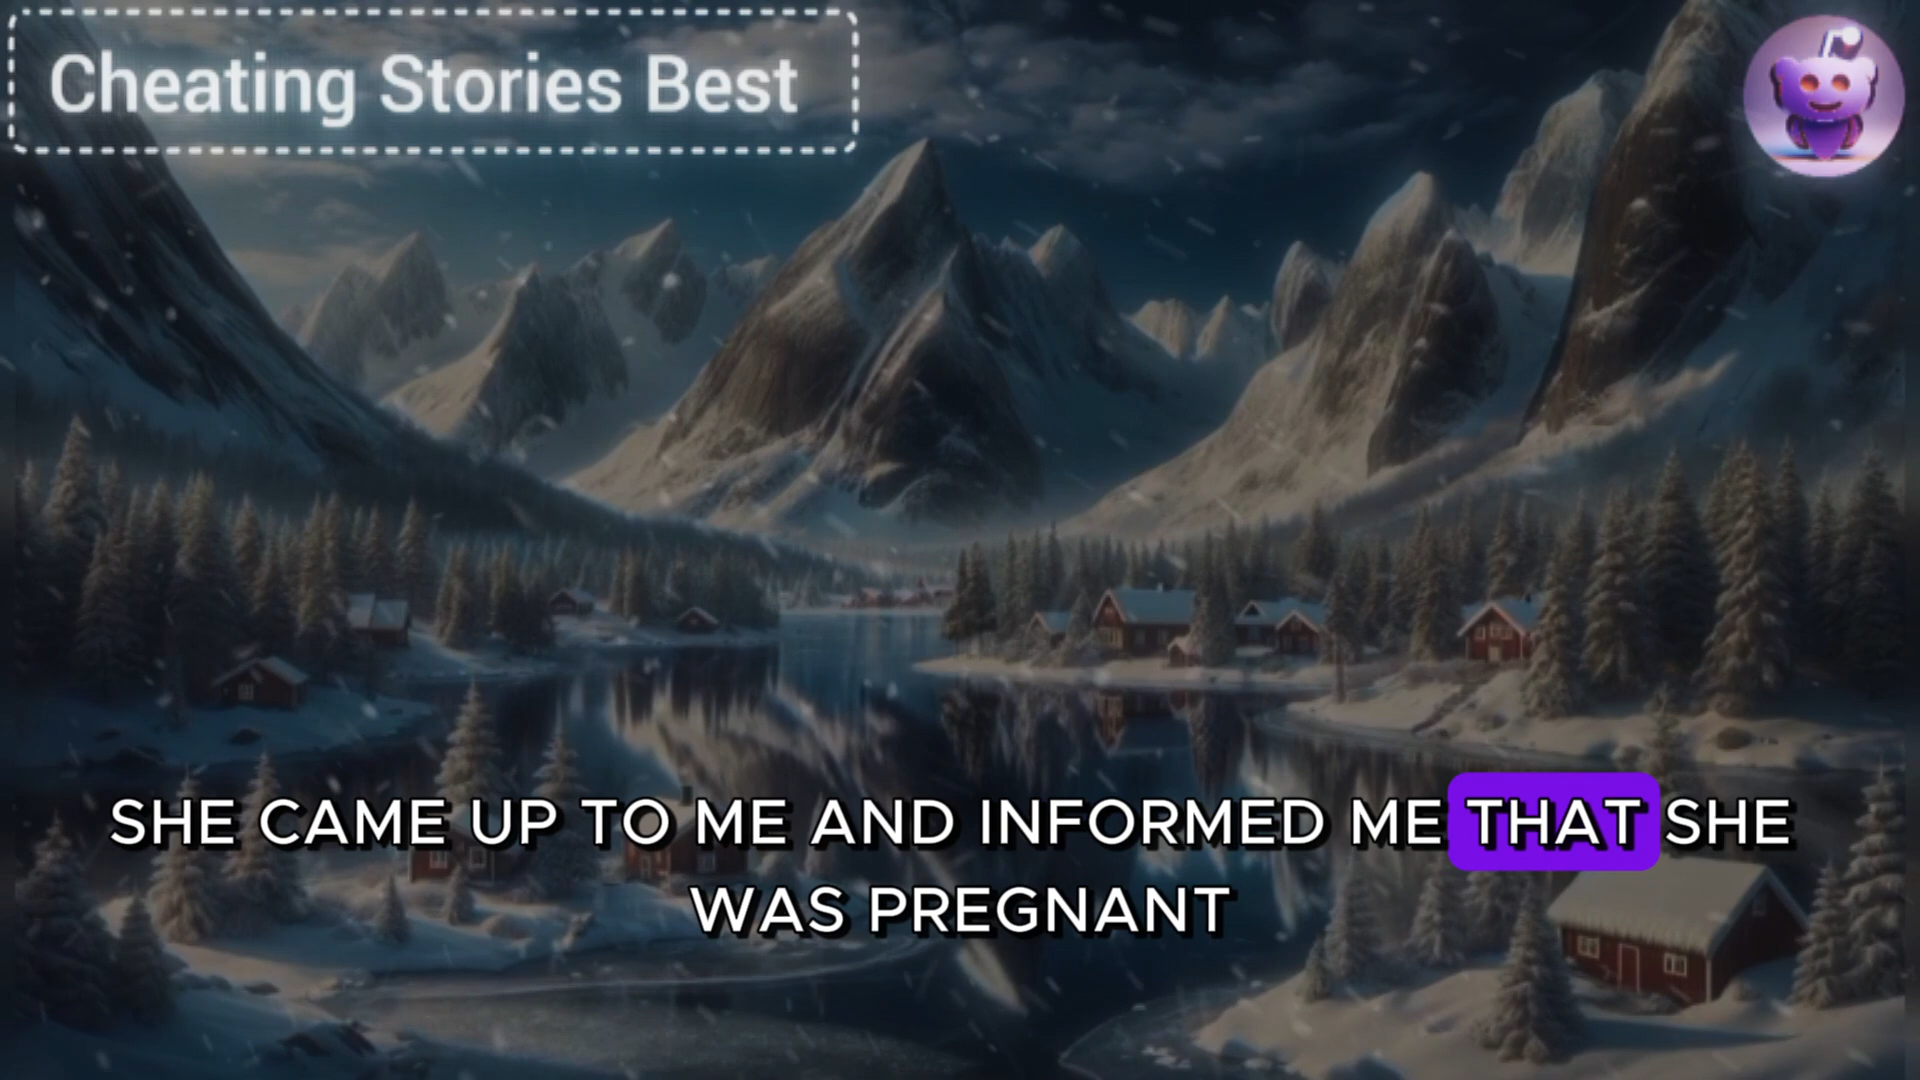 Cheating Stories Best
SHE CAME UP TO ME AND INFORMED ME THAT SHE
WAS PREGNANT